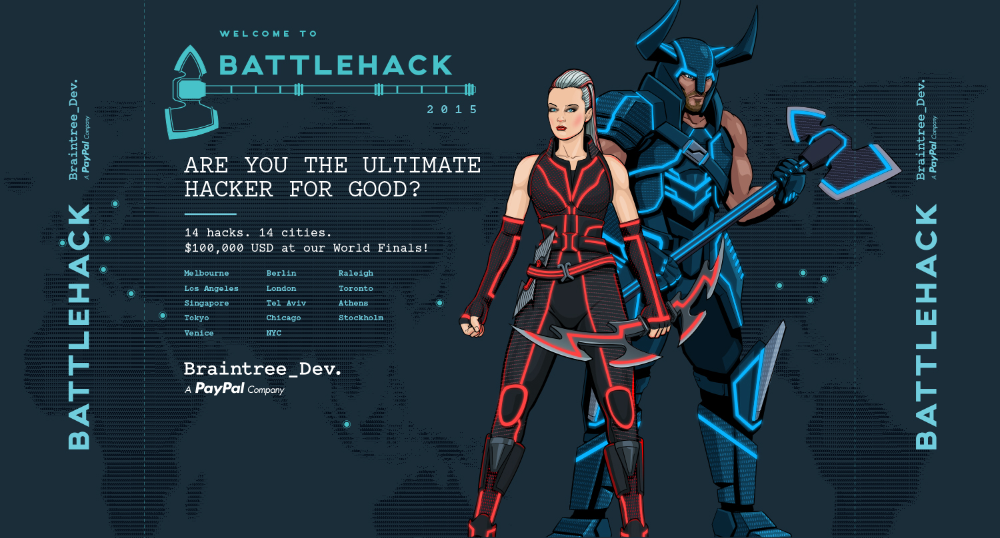 WELCOME TO
BATTLEHACK
2015
ARE YOU THE ULTIMATE
HACKER FOR GOOD?
14 hacks. 14 cities.
$100,000 USD at our World Finals!
Melbourne Berlin Raleigh
Los Angeles London Toronto
Singapore Tel Aviv Athens
Tokyo Chicago Stockholm
Venice NYC
Braintree_Dev.
A PayPal Company
BATTLEHACK
Braintree_Dev.
A PayPal Company
BATTLEHACK
Braintree_Dev.
A PayPal Company